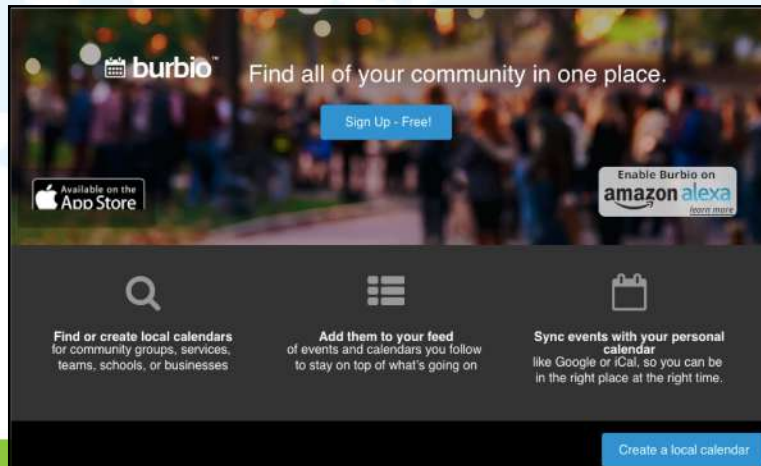 burbio™
Find all of your community in one place.
Sign Up - Free!
Available on the
App Store
Enable Burbio on
amazon alexa
learn more
Find or create local calendars
for community groups, services,
teams, schools, or businesses
Add them to your feed
of events and calendars you follow
to stay on top of what's going on
Sync events with your personal
calendar
like Google or iCal, so you can be
in the right place at the right time.
Create a local calendar